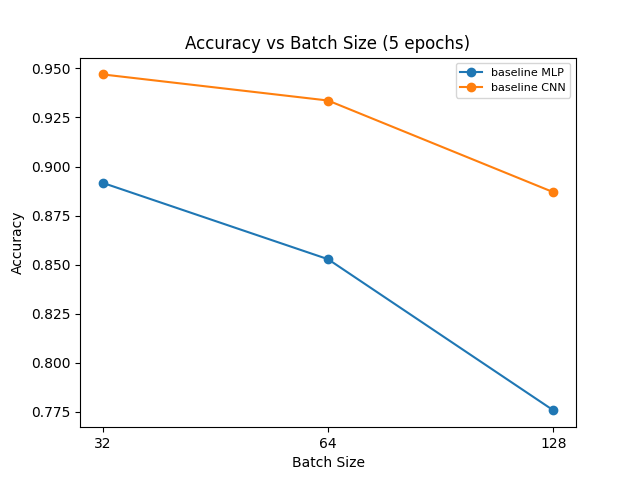 Accuracy vs Batch Size (5 epochs)
baseline MLP
baseline CNN
Accuracy
0.950
0.925
0.900
0.875
0.850
0.825
0.800
0.775
32
64
128
Batch Size